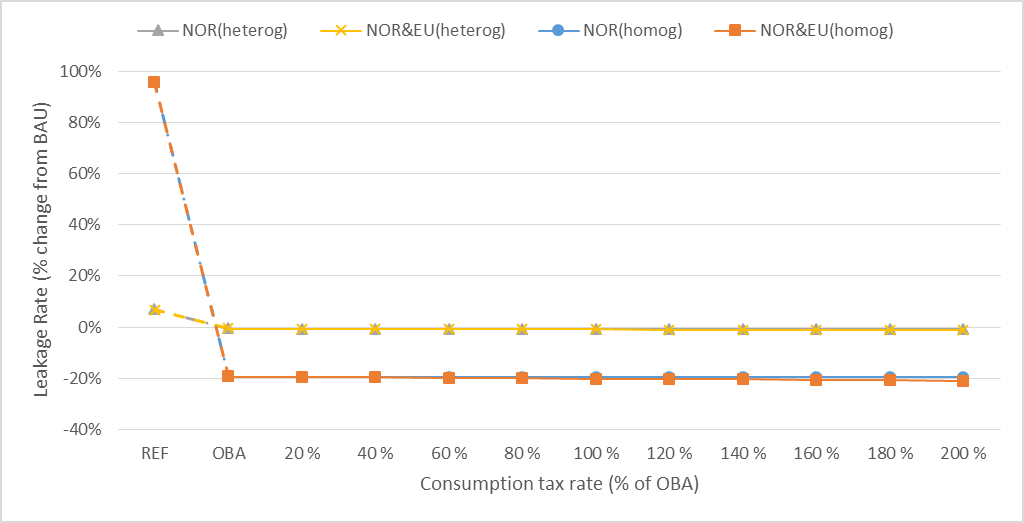 NOR(heterog) NOR&EU(heterog) NOR(homog) NOR&EU(homog)
100%
80%
60%
40%
20%
0%
-20%
-40%
Leakage Rate (% change from BAU)
REF OBA 20 % 40 % 60 % 80 % 100 % 120 % 140 % 160 % 180 % 200 %
Consumption tax rate (% of OBA)